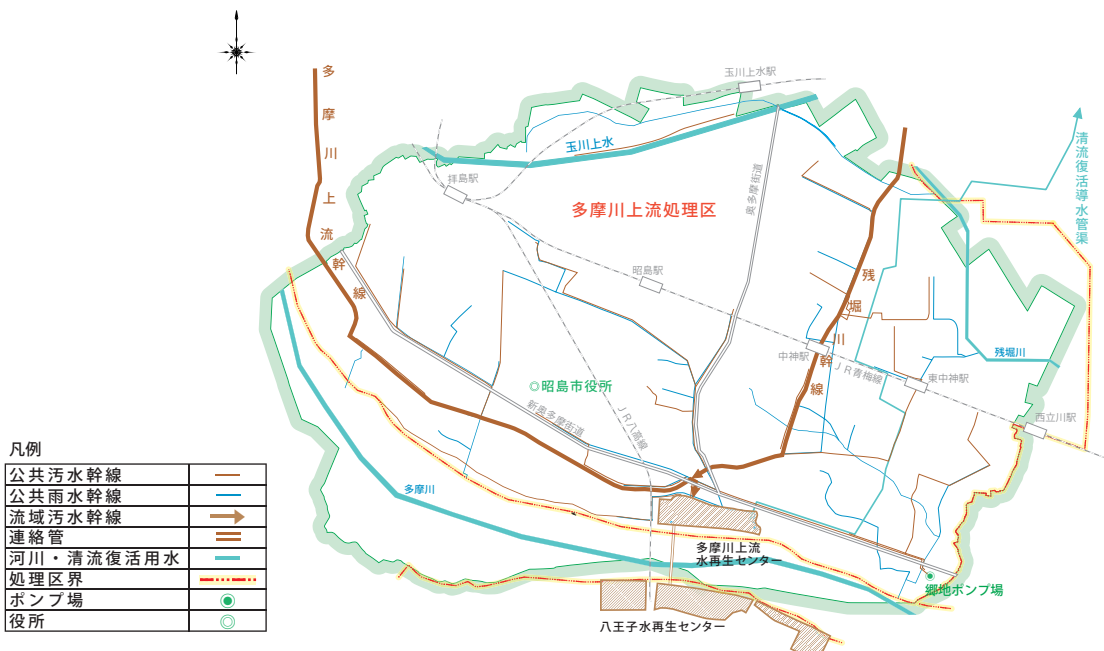 玉川上水駅
多摩川上流幹線
玉川上水
拝島駅
奥多摩街道
清流復活導水管渠
多摩川上流処理区
昭島駅
残堀川幹線
中神駅
JR青梅線
東中神駅
残堀川
西立川駅
◎昭島市役所
新奥多摩街道
JR八高線
多摩川
多摩川上流
水再生センター
郷地ポンプ場
八王子水再生センター
凡例
公共汚水幹線
公共雨水幹線
流域汚水幹線
連絡管
河川・清流復活用水
処理区界
ポンプ場
役所